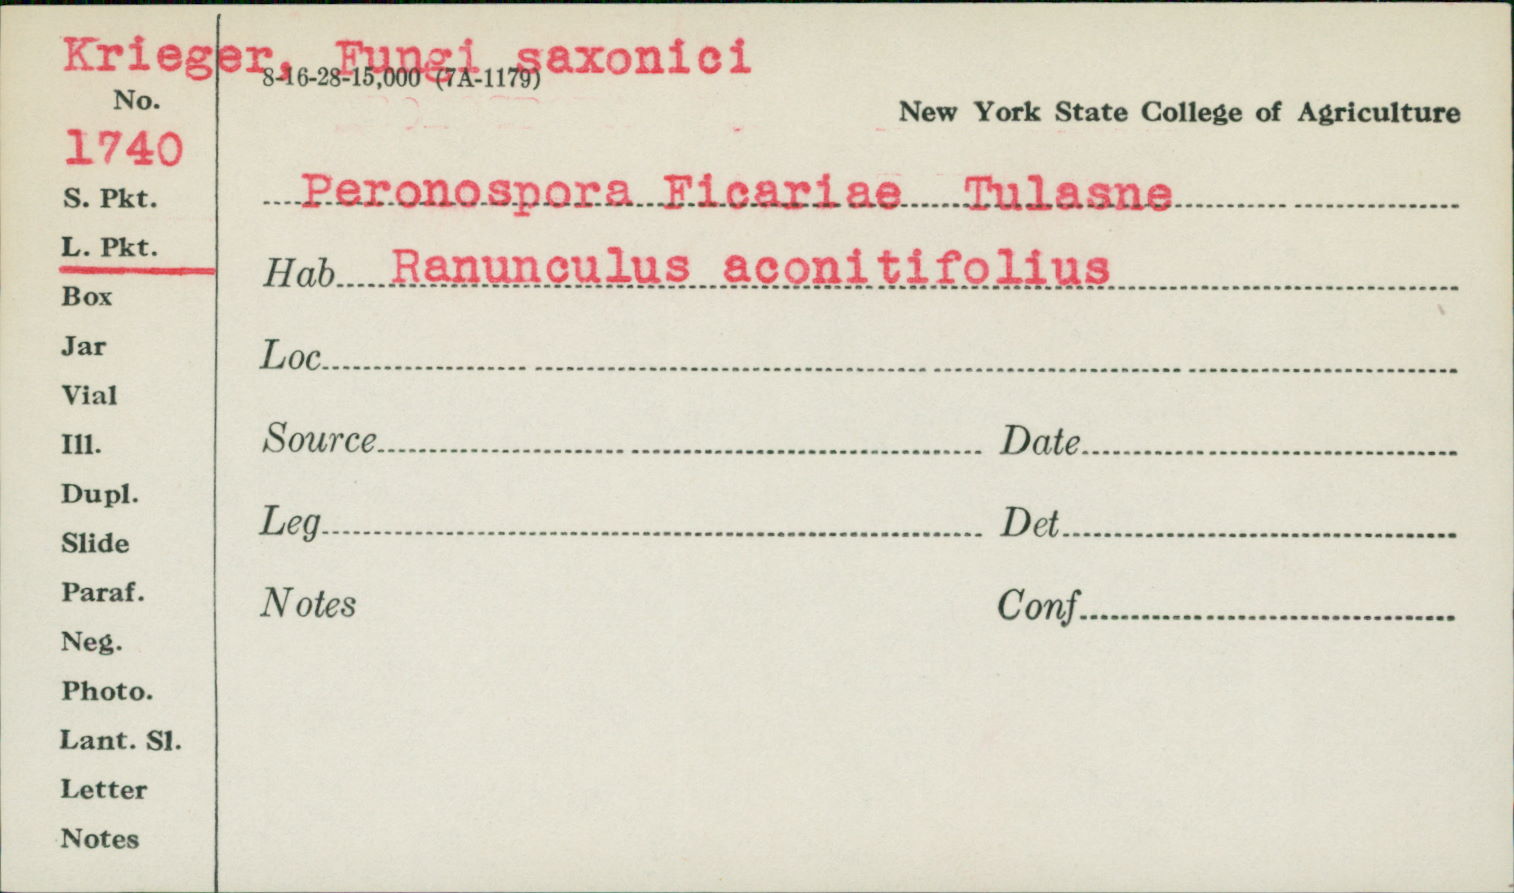 Krieger, Fungi saxonici
8-16-28-15,000 (7A-1179)
No.
New York State College of Agriculture
1740
S. Pkt.
Peronospora Ficariae Tulasne
L. Pkt.
Hab Ranunculus aconitifolius
Box
Jar
Loc
Vial
Ill.
Source Date
Dupl.
Slide
Leg Det
Paraf.
Notes Conf
Neg.
Photo.
Lant. Sl.
Letter
Notes